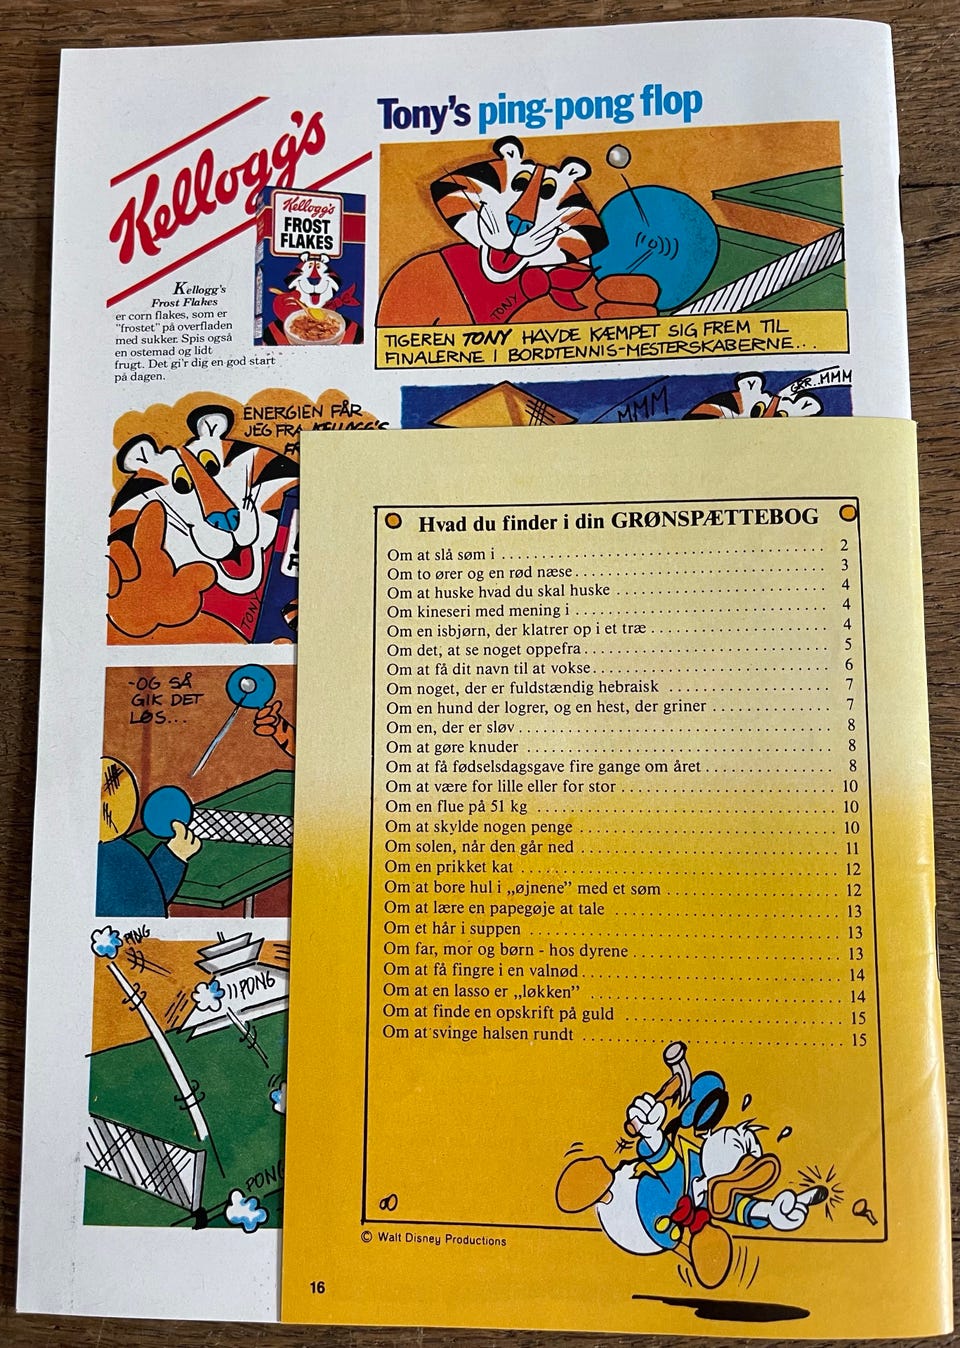 Kellogg's
Kellogg's
FROST
FLAKES
Kellogg's
Frost Flakes
er corn flakes, som er
"frostet" på overfladen
med sukker. Spis også
en ostemad og lidt
frugt. Det gi'r dig en god start
på dagen.
Tony's ping-pong flop
TONY
TIGEREN TONY HAVDE KÆMPET SIG FREM TIL
FINALERNE I BORDTENNIS-MESTERSKABERNE...
ENERGIEN FÅR
JEG FRA KELLOGG'S
TONY
MMM
GRR..MMM
-OG SÅ
GIK DET
LØS...
PING
PONG
PONG
Hvad du finder i din GRØNSPÆTTEBOG
Om at slå søm i ........ 2
Om to ører og en rød næse ........ 3
Om at huske hvad du skal huske ........ 4
Om kineseri med mening i ........ 4
Om en isbjørn, der klatrer op i et træ ........ 4
Om det, at se noget oppefra ........ 5
Om at få dit navn til at vokse ........ 6
Om noget, der er fuldstændig hebraisk ........ 7
Om en hund der logrer, og en hest, der griner ........ 7
Om en, der er sløv ........ 8
Om at gøre knuder ........ 8
Om at få fødselsdagsgave fire gange om året ........ 8
Om at være for lille eller for stor ........ 10
Om en flue på 51 kg ........ 10
Om at skylde nogen penge ........ 10
Om solen, når den går ned ........ 11
Om en prikket kat ........ 12
Om at bore hul i „øjnene” med et søm ........ 12
Om at lære en papegøje at tale ........ 13
Om et hår i suppen ........ 13
Om far, mor og børn - hos dyrene ........ 13
Om at få fingre i en valnød ........ 14
Om at en lasso er „løkken” ........ 14
Om at finde en opskrift på guld ........ 15
Om at svinge halsen rundt ........ 15
© Walt Disney Productions
16